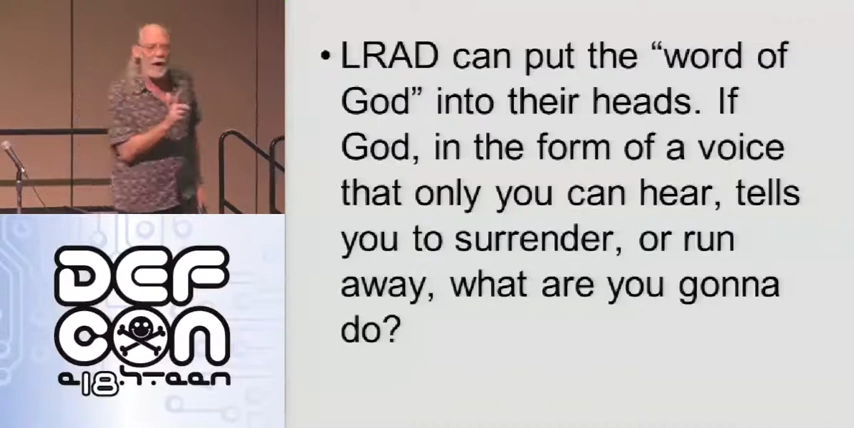 • LRAD can put the “word of
God” into their heads. If
God, in the form of a voice
that only you can hear, tells
you to surrender, or run
away, what are you gonna
do?
DEF
CON
e18hteen